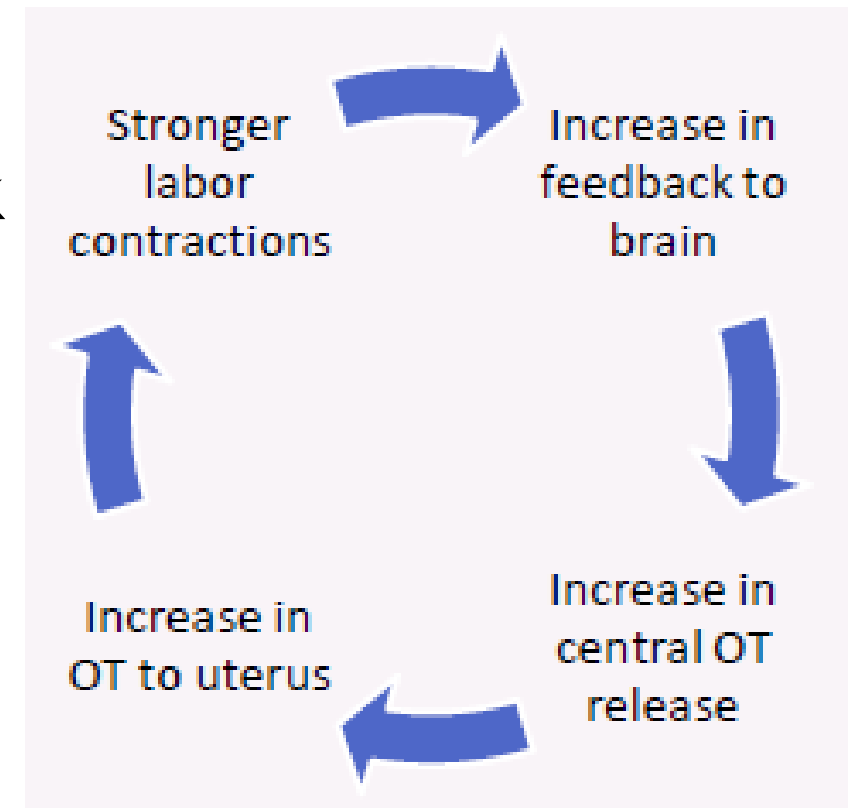 Stronger
labor
contractions
Increase in
feedback to
brain
Increase in
central OT
release
Increase in
OT to uterus